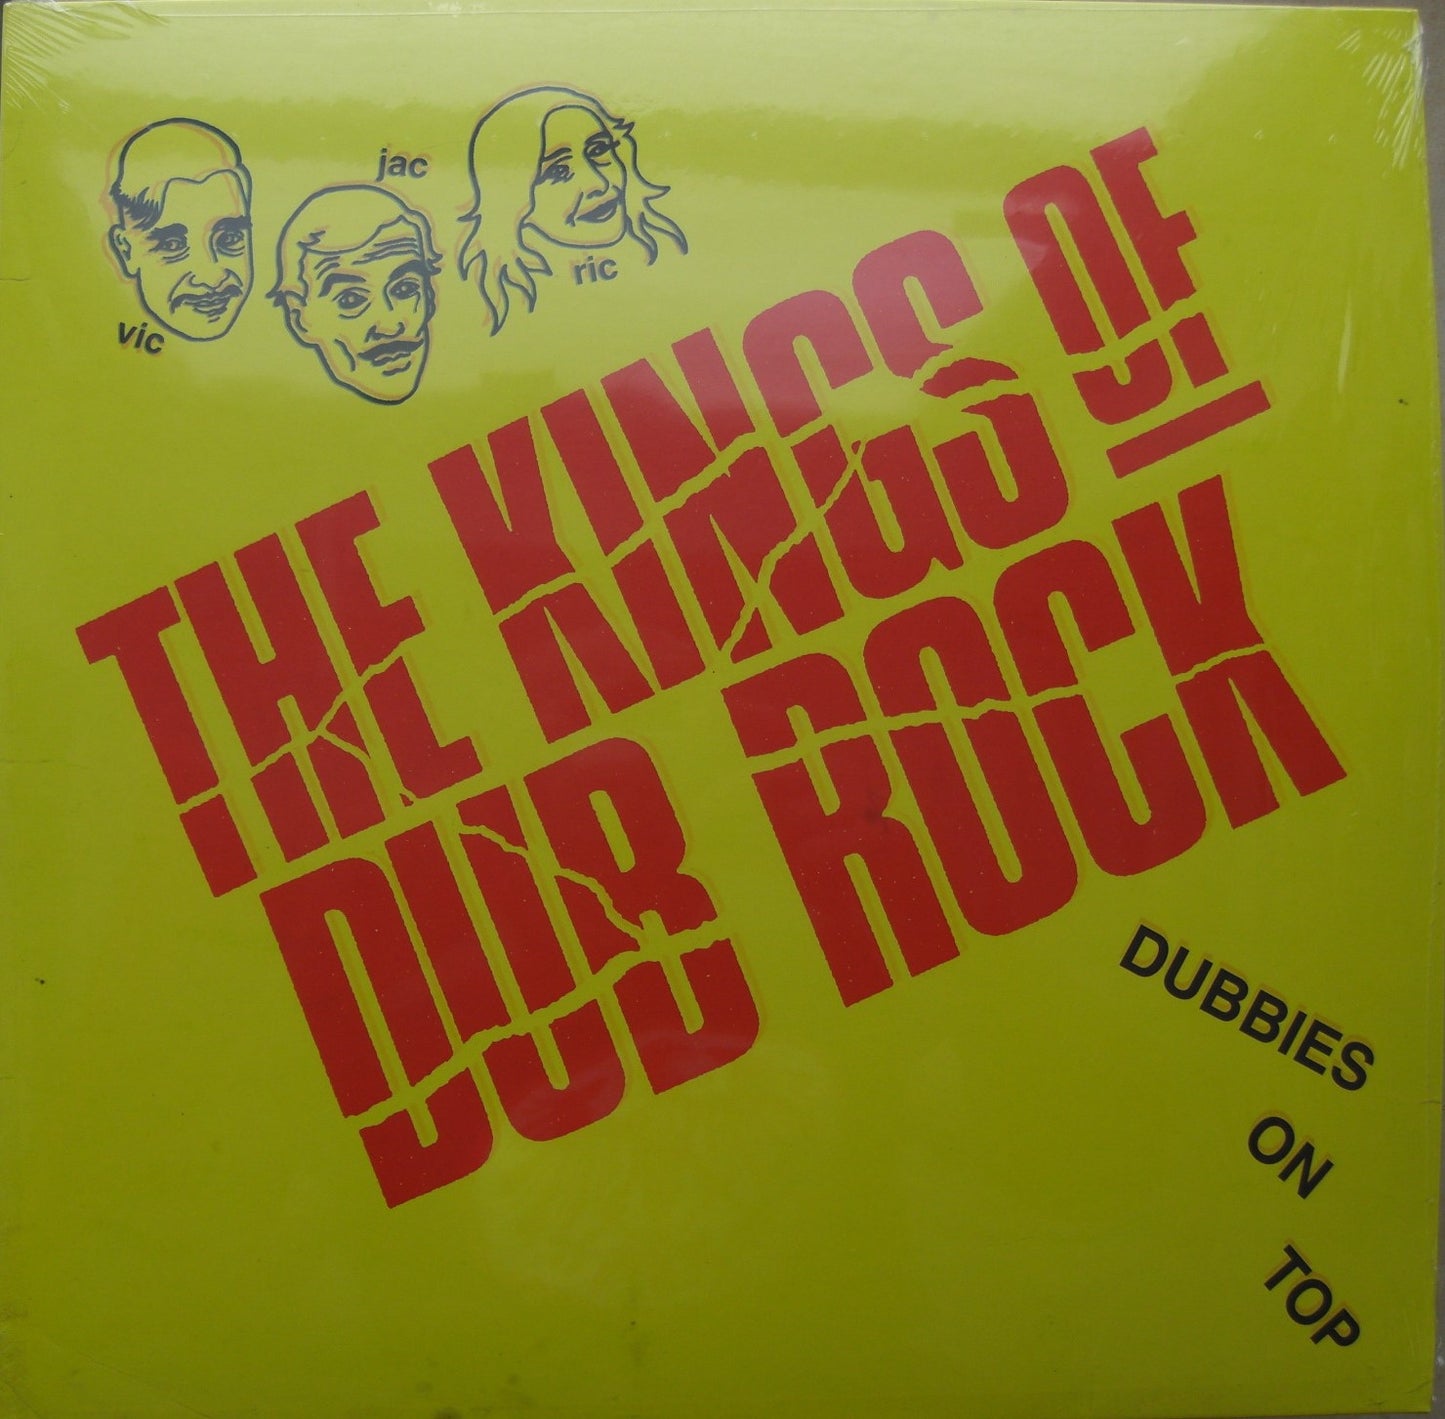 vic
jac
ric
THE KINGS OF
DUB ROCK
DUBBIES
ON
TOP